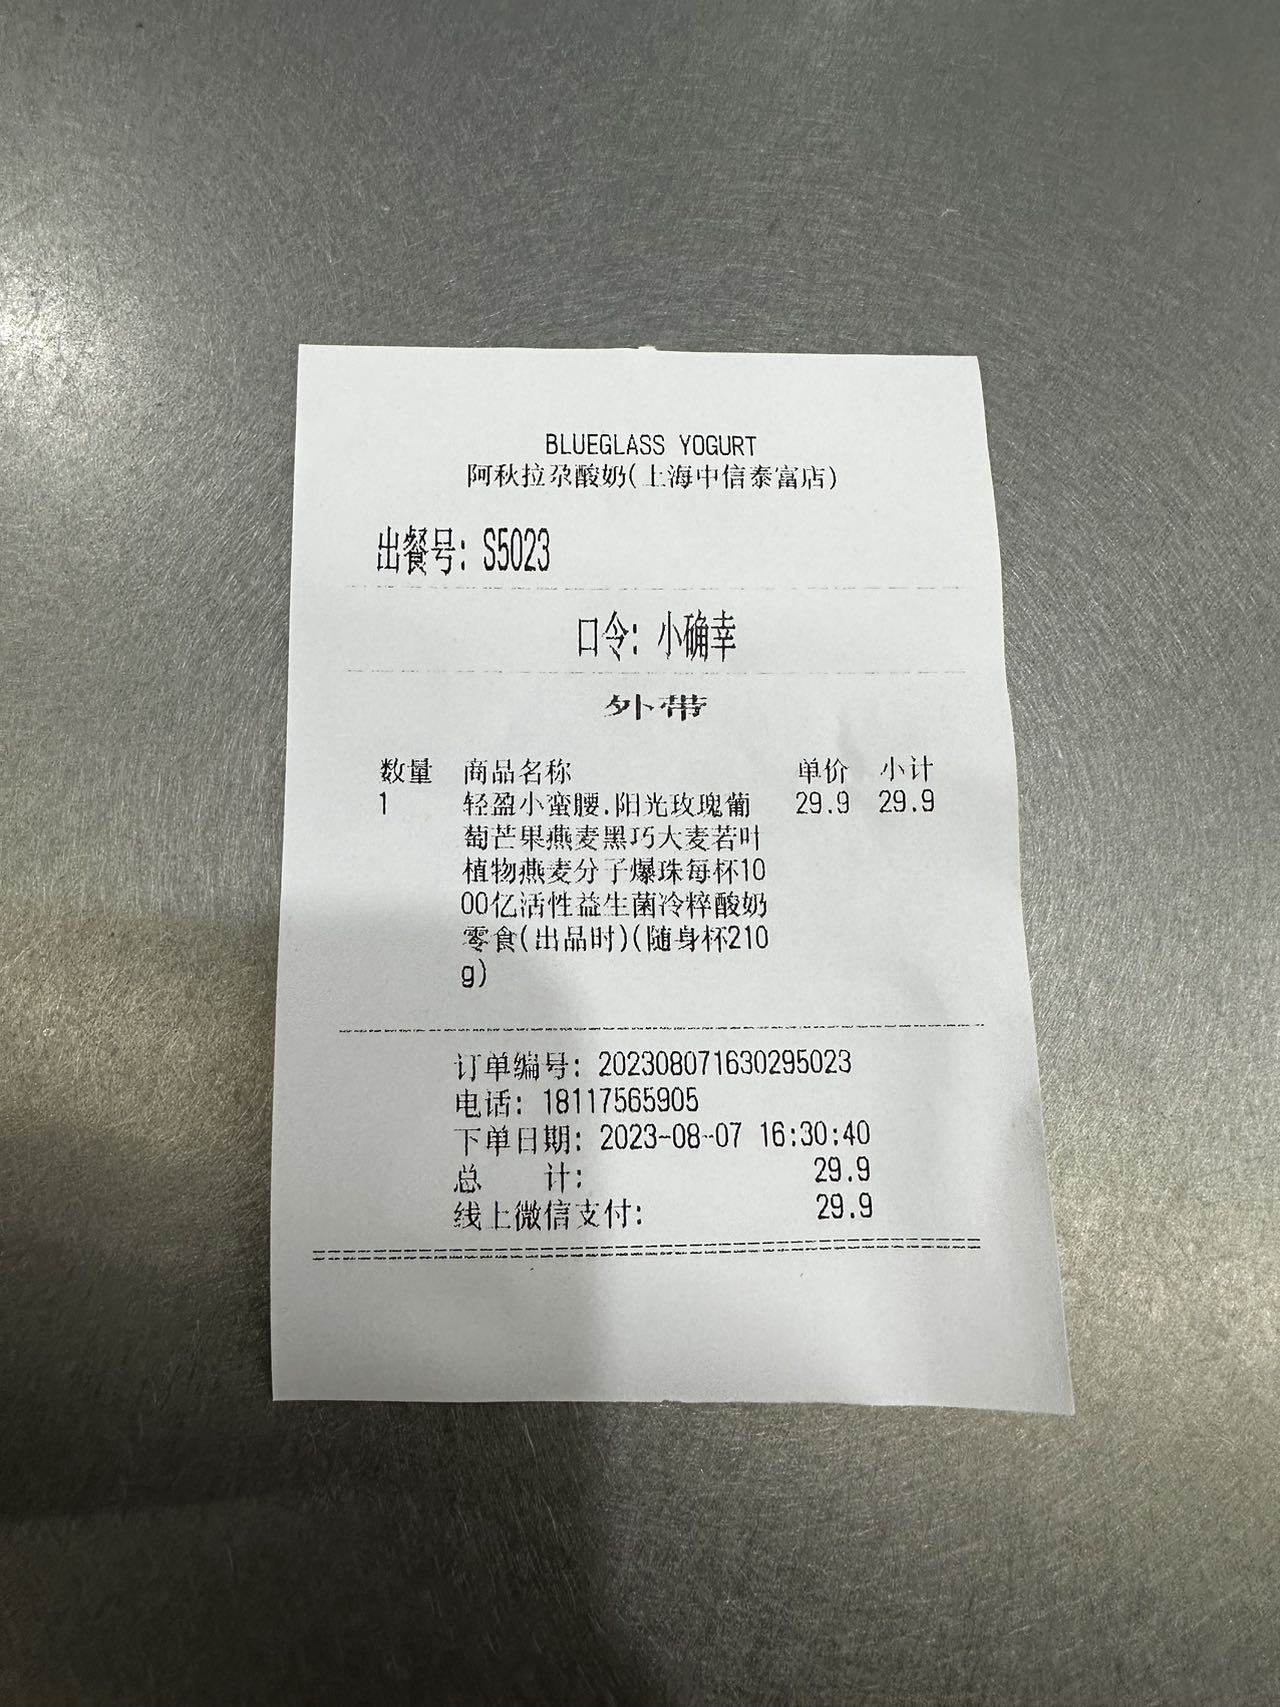 BLUEGLASS YOGURT
阿秋拉尕酸奶(上海中信泰富店)
出餐号: S5023
口令: 小确幸
外带
数量 商品名称 单价 小计
1 轻盈小蛮腰.阳光玫瑰葡 29.9 29.9
萄芒果燕麦黑巧大麦若叶
植物燕麦分子爆珠每杯10
00亿活性益生菌冷粹酸奶
零食(出品时)(随身杯210
g)
订单编号: 202308071630295023
电话: 18117565905
下单日期: 2023-08-07 16:30:40
总 计: 29.9
线上微信支付: 29.9